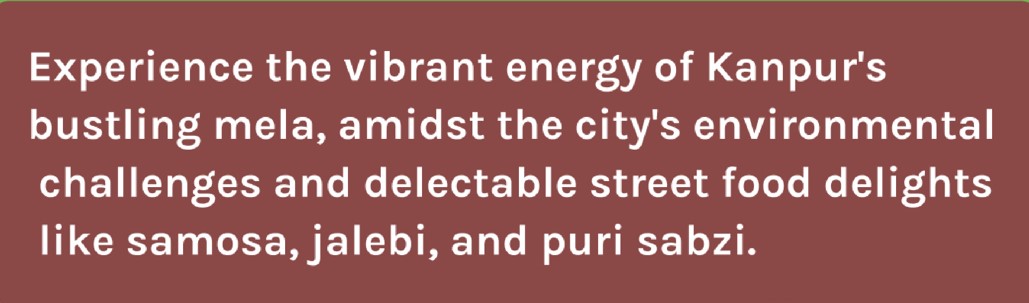 Experience the vibrant energy of Kanpur's
bustling mela, amidst the city's environmental
challenges and delectable street food delights
like samosa, jalebi, and puri sabzi.